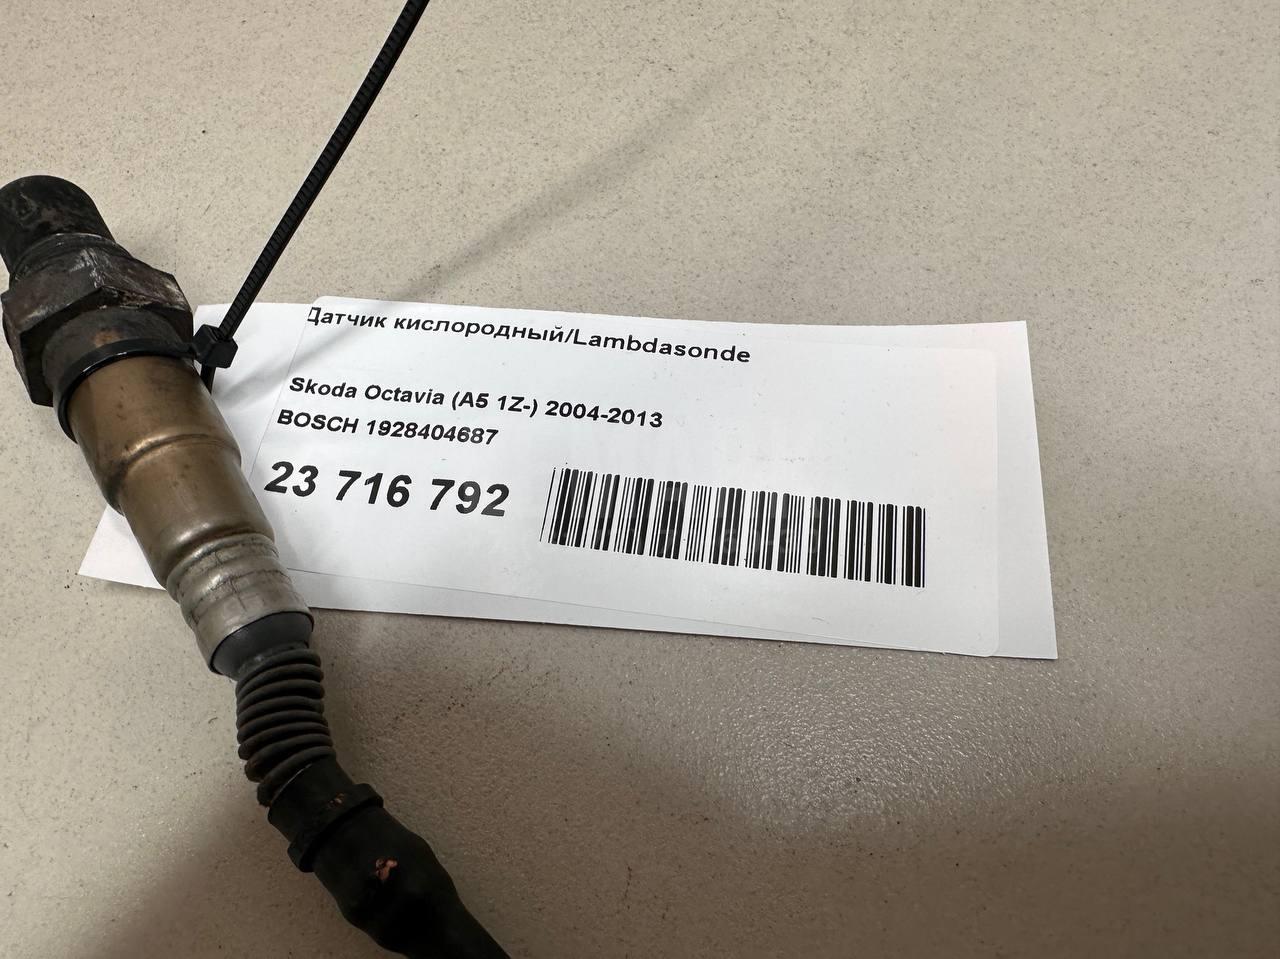 Датчик кислородный/Lambdasonde
Skoda Octavia (A5 1Z-) 2004-2013
BOSCH 1928404687
23 716 792